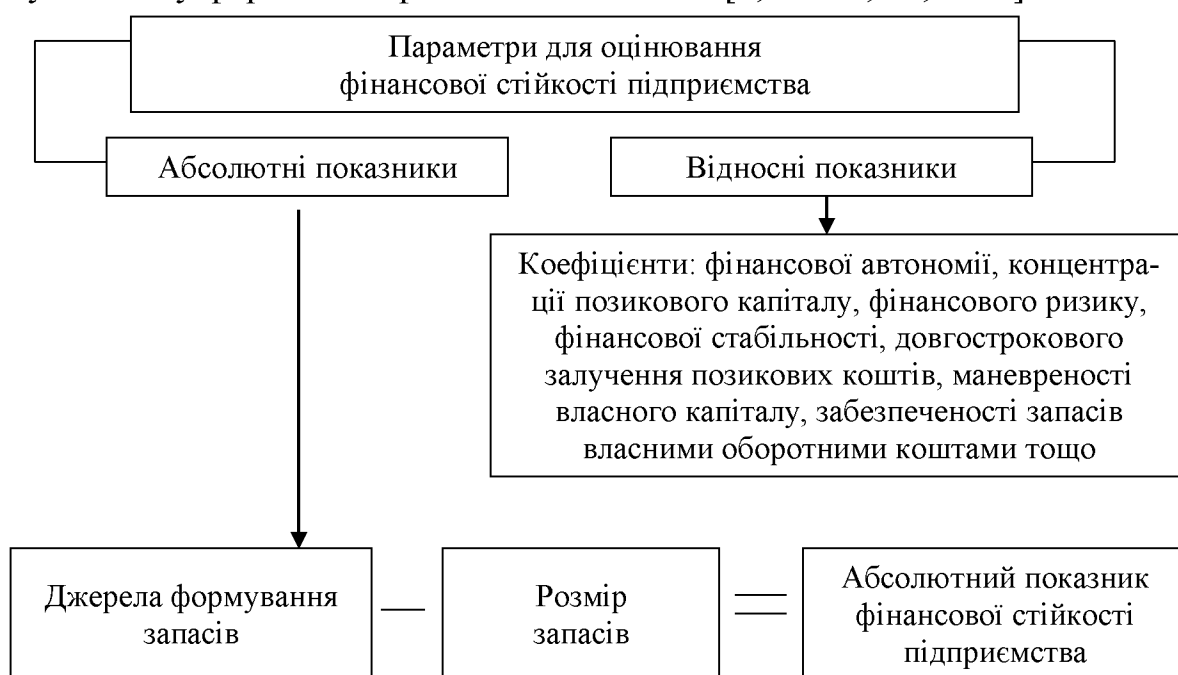 Параметри для оцінювання
фінансової стійкості підприємства
Абсолютні показники
Відносні показники
Коефіцієнти: фінансової автономії, концентра-
ції позикового капіталу, фінансового ризику,
фінансової стабільності, довгострокового
залучення позикових коштів, маневреності
власного капіталу, забезпеченості запасів
власними оборотними коштами тощо
Джерела формування
запасів
—
Розмір
запасів
=
Абсолютний показник
фінансової стійкості
підприємства